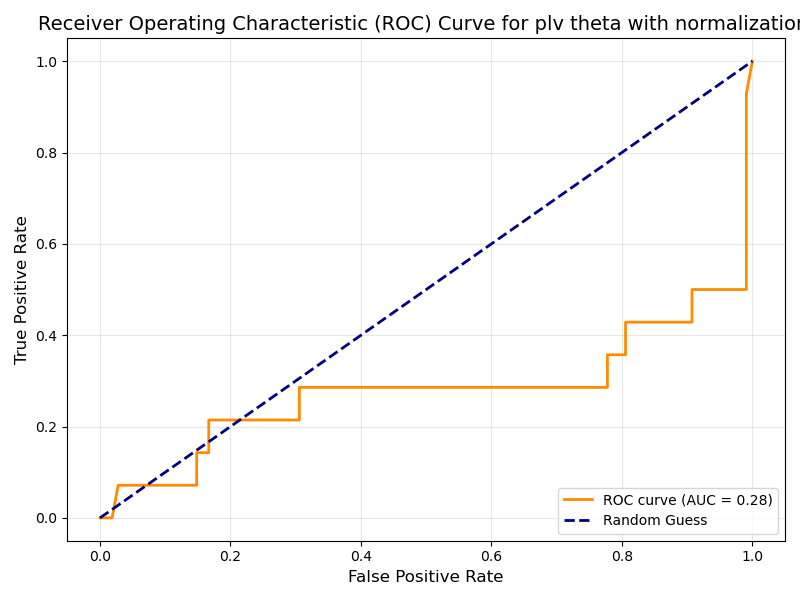 Receiver Operating Characteristic (ROC) Curve for plv theta with normalization
1.0
0.8
0.6
0.4
0.2
0.0
True Positive Rate
0.0 0.2 0.4 0.6 0.8 1.0
False Positive Rate
ROC curve (AUC = 0.28)
Random Guess